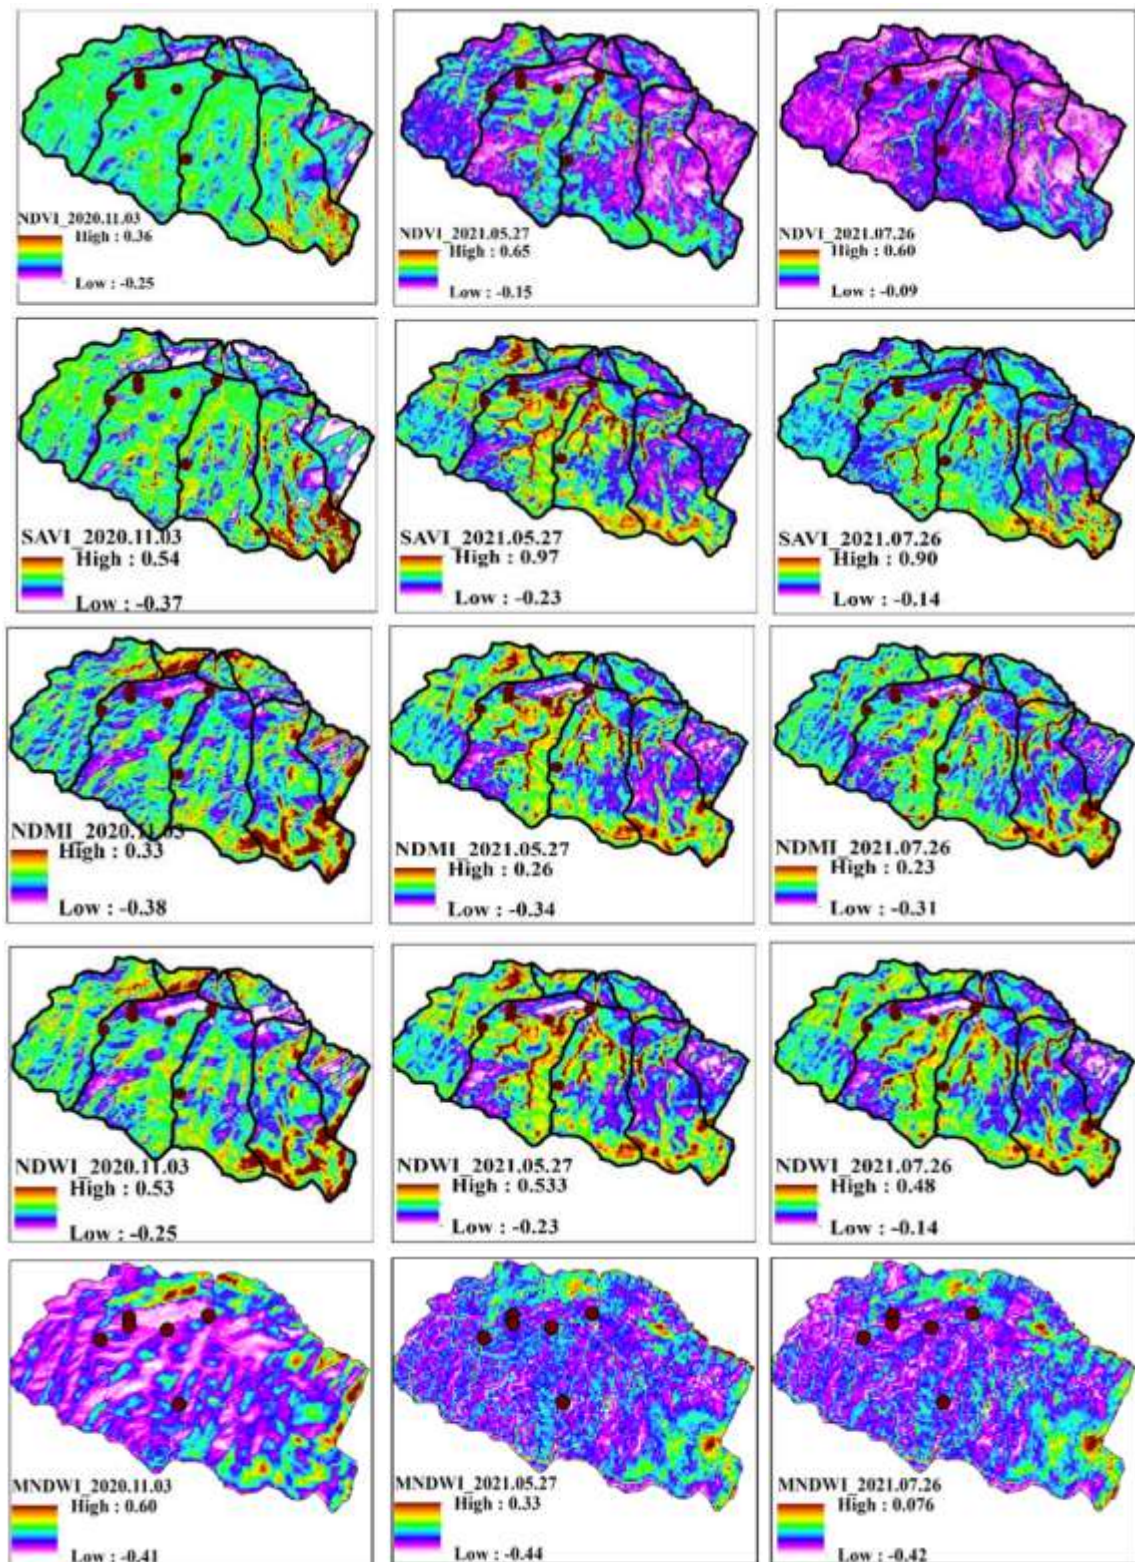 NDVI_2020.11.03
High : 0.36
Low : -0.25
NDVI_2021.05.27
High : 0.65
Low : -0.15
NDVI_2021.07.26
High : 0.60
Low : -0.09
SAVI_2020.11.03
High : 0.54
Low : -0.37
SAVI_2021.05.27
High : 0.97
Low : -0.23
SAVI_2021.07.26
High : 0.90
Low : -0.14
NDMI_2020.11.03
High : 0.33
Low : -0.38
NDMI_2021.05.27
High : 0.26
Low : -0.34
NDMI_2021.07.26
High : 0.23
Low : -0.31
NDWI_2020.11.03
High : 0.53
Low : -0.25
NDWI_2021.05.27
High : 0.533
Low : -0.23
NDWI_2021.07.26
High : 0.48
Low : -0.14
MNDWI_2020.11.03
High : 0.60
Low : -0.41
MNDWI_2021.05.27
High : 0.33
Low : -0.44
MNDWI_2021.07.26
High : 0.076
Low : -0.42